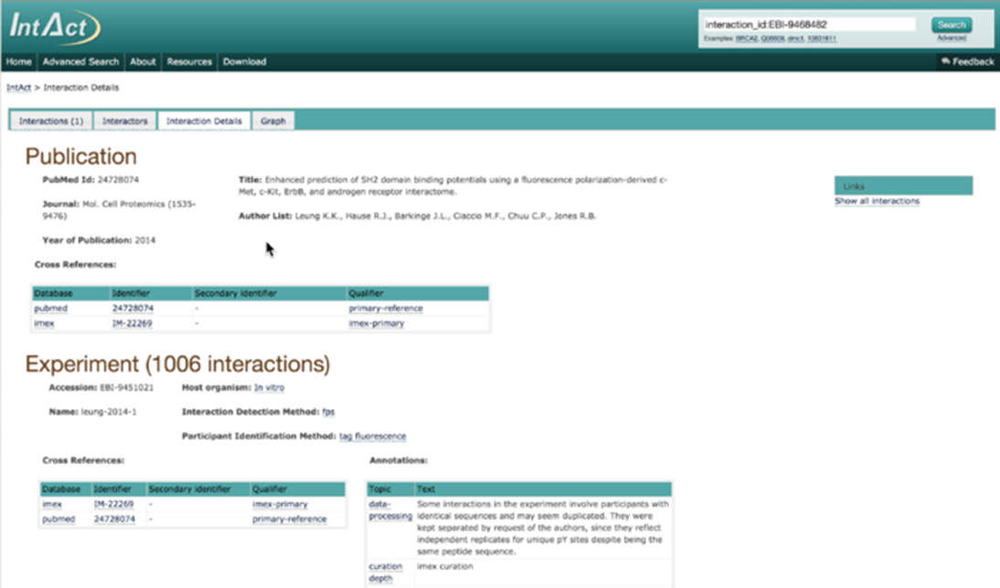 IntAct
interaction_id:EBI-9468482
Search
Examples: BRCA2, Q06609, dmc1, 10831611
Advanced
Home Advanced Search About Resources Download Feedback
IntAct > Interaction Details
Interactions (1) Interactors Interaction Details Graph
Publication
PubMed Id: 24728074
Journal: Mol. Cell Proteomics (1535-
9476)
Year of Publication: 2014
Title: Enhanced prediction of SH2 domain binding potentials using a fluorescence polarization-derived c-
Met, c-Kit, ErbB, and androgen receptor interactome.
Author List: Leung K.K., Hause R.J., Barkinge J.L., Ciaccio M.F., Chuu C.P., Jones R.B.
Links
Show all interactions
Cross References:
Database Identifier Secondary identifier Qualifier
pubmed 24728074 - primary-reference
imex IM-22269 - imex-primary
Experiment (1006 interactions)
Accession: EBI-9451021
Name: leung-2014-1
Host organism: In vitro
Interaction Detection Method: fps
Participant Identification Method: tag fluorescence
Cross References:
Database Identifier Secondary identifier Qualifier
imex IM-22269 - imex-primary
pubmed 24728074 - primary-reference
Annotations:
Topic Text
data-
processing
Some interactions in the experiment involve participants with
identical sequences and may seem duplicated. They were
kept separated by request of the authors, since they reflect
independent replicates for unique pY sites despite being the
same peptide sequence.
curation
depth
imex curation